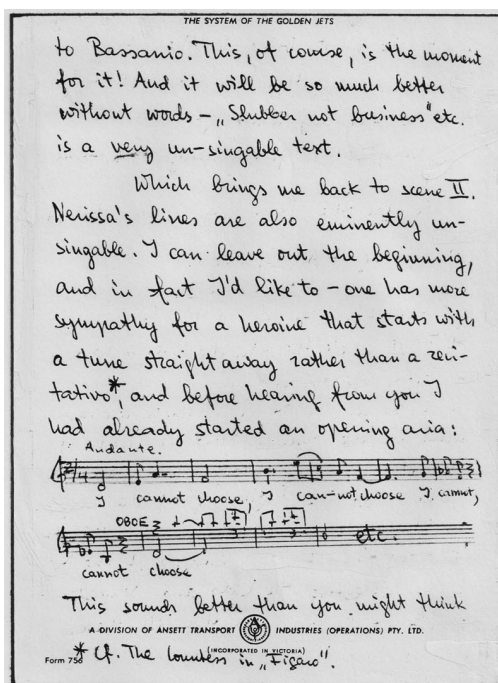 THE SYSTEM OF THE GOLDEN JETS
to Bassanio. This, of course, is the moment
for it! And it will be so much better
without words – „Slubber not business" etc.
is a very un-singable text.
Which brings me back to scene II.
Nerissa's lines are also eminently un-
singable. I can leave out the beginning,
and in fact I'd like to – one has more
sympathy for a heroine that starts with
a tune straight away rather than a reci-
tativo*, and before hearing from you I
had already started an opening aria:
Andante.
I cannot choose I can-not choose I cannot,
OBOE
etc.
cannot choose
This sounds better than you might think
A DIVISION OF ANSETT TRANSPORT INDUSTRIES (OPERATIONS) PTY. LTD.
(INCORPORATED IN VICTORIA)
Form 756
* Cf. The Countess in „Figaro".